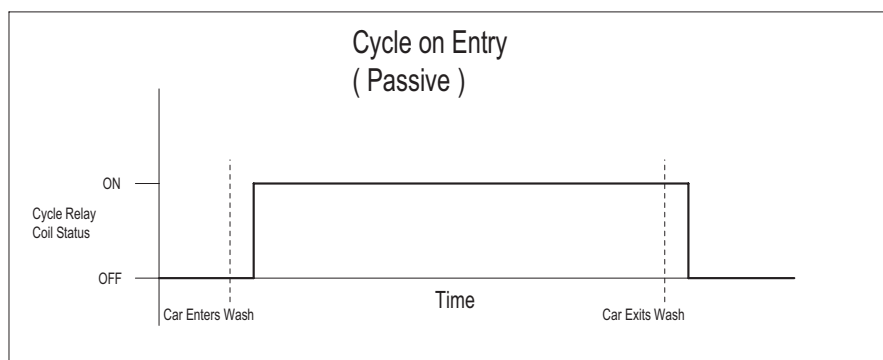 Cycle on Entry
( Passive )
ON
Cycle Relay
Coil Status
OFF
Time
Car Enters Wash
Car Exits Wash